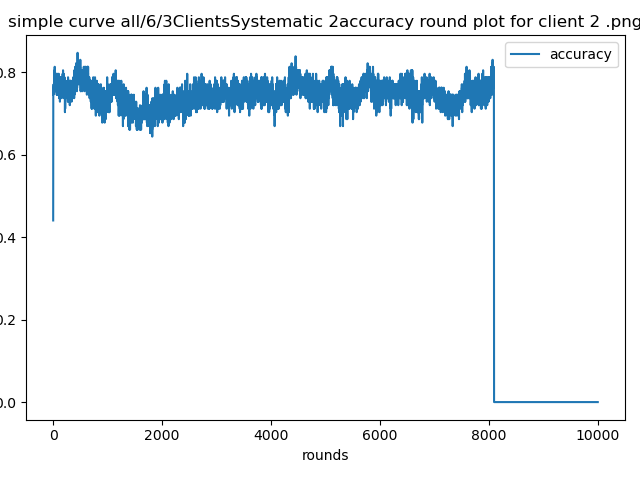 simple curve all/6/3ClientsSystematic 2accuracy round plot for client 2 .png
accuracy
0.8
0.6
0.4
0.2
0.0
0 2000 4000 6000 8000 10000
rounds